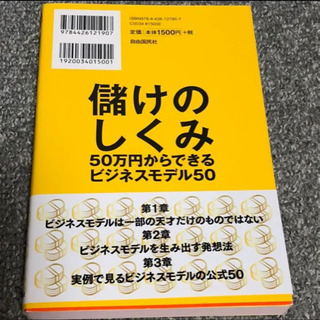 9784426121907
1920034015001
ISBN978-4-426-12190-7
C0034 ¥1500E
定価：本体1500円+税
自由国民社
儲けの
しくみ
50万円からできる
ビジネスモデル50
第1章
ビジネスモデルは一部の天才だけのものではない
第2章
ビジネスモデルを生み出す発想法
第3章
実例で見るビジネスモデルの公式50